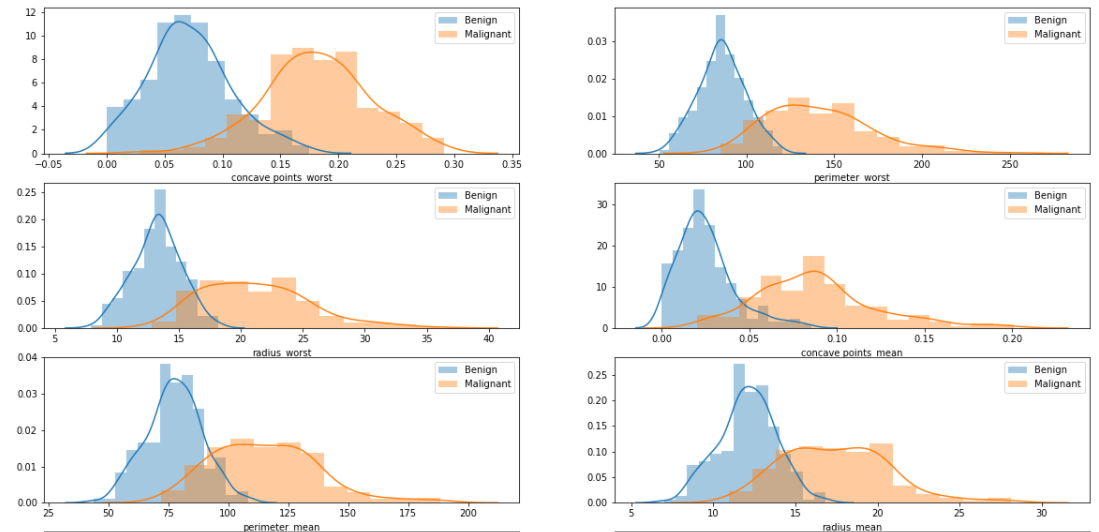 12
10
8
6
4
2
0
−0.05 0.00 0.05 0.10 0.15 0.20 0.25 0.30 0.35
concave points_worst
Benign
Malignant
0.03
0.02
0.01
0.00
50 100 150 200 250
perimeter_worst
Benign
Malignant
0.25
0.20
0.15
0.10
0.05
0.00
5 10 15 20 25 30 35 40
radius_worst
Benign
Malignant
30
20
10
0
0.00 0.05 0.10 0.15 0.20
concave points_mean
Benign
Malignant
0.04
0.03
0.02
0.01
0.00
25 50 75 100 125 150 175 200
perimeter_mean
Benign
Malignant
0.25
0.20
0.15
0.10
0.05
0.00
5 10 15 20 25 30
radius_mean
Benign
Malignant